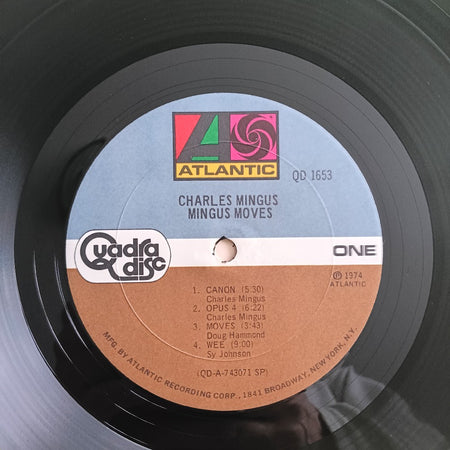 ATLANTIC
QD 1653
CHARLES MINGUS
MINGUS MOVES
Quadradisc
ONE
℗ 1974
ATLANTIC
1. CANON (5:30)
Charles Mingus
2. OPUS 4 (6:22)
Charles Mingus
3. MOVES (3:43)
Doug Hammond
4. WEE (9:00)
Sy Johnson
(QD-A-743071 SP)
MFG. BY ATLANTIC RECORDING CORP., 1841 BROADWAY, NEW YORK, N.Y.